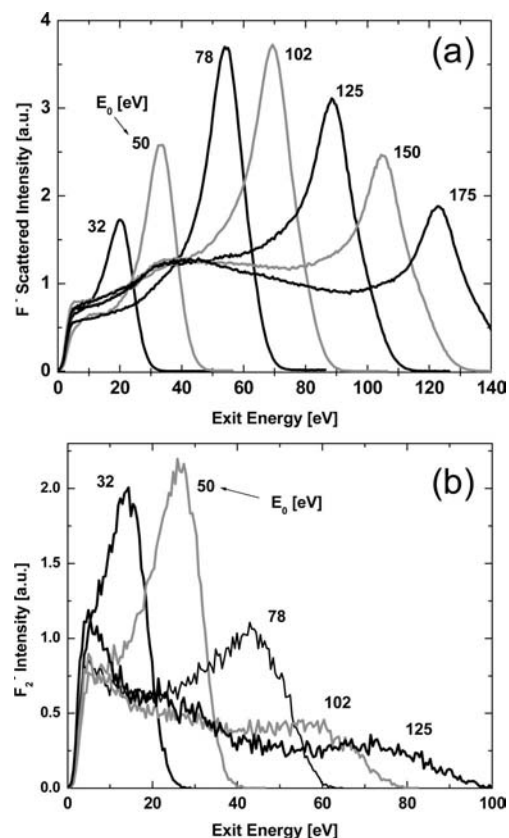 (a)
E₀ [eV]
32
50
78
102
125
150
175
F⁻ Scattered Intensity [a.u.]
4
3
2
1
0
0 20 40 60 80 100 120 140
Exit Energy [eV]
(b)
32
50
E₀ [eV]
78
102
125
F₂⁻ Intensity [a.u.]
2.0
1.5
1.0
0.5
0.0
0 20 40 60 80 100
Exit Energy [eV]